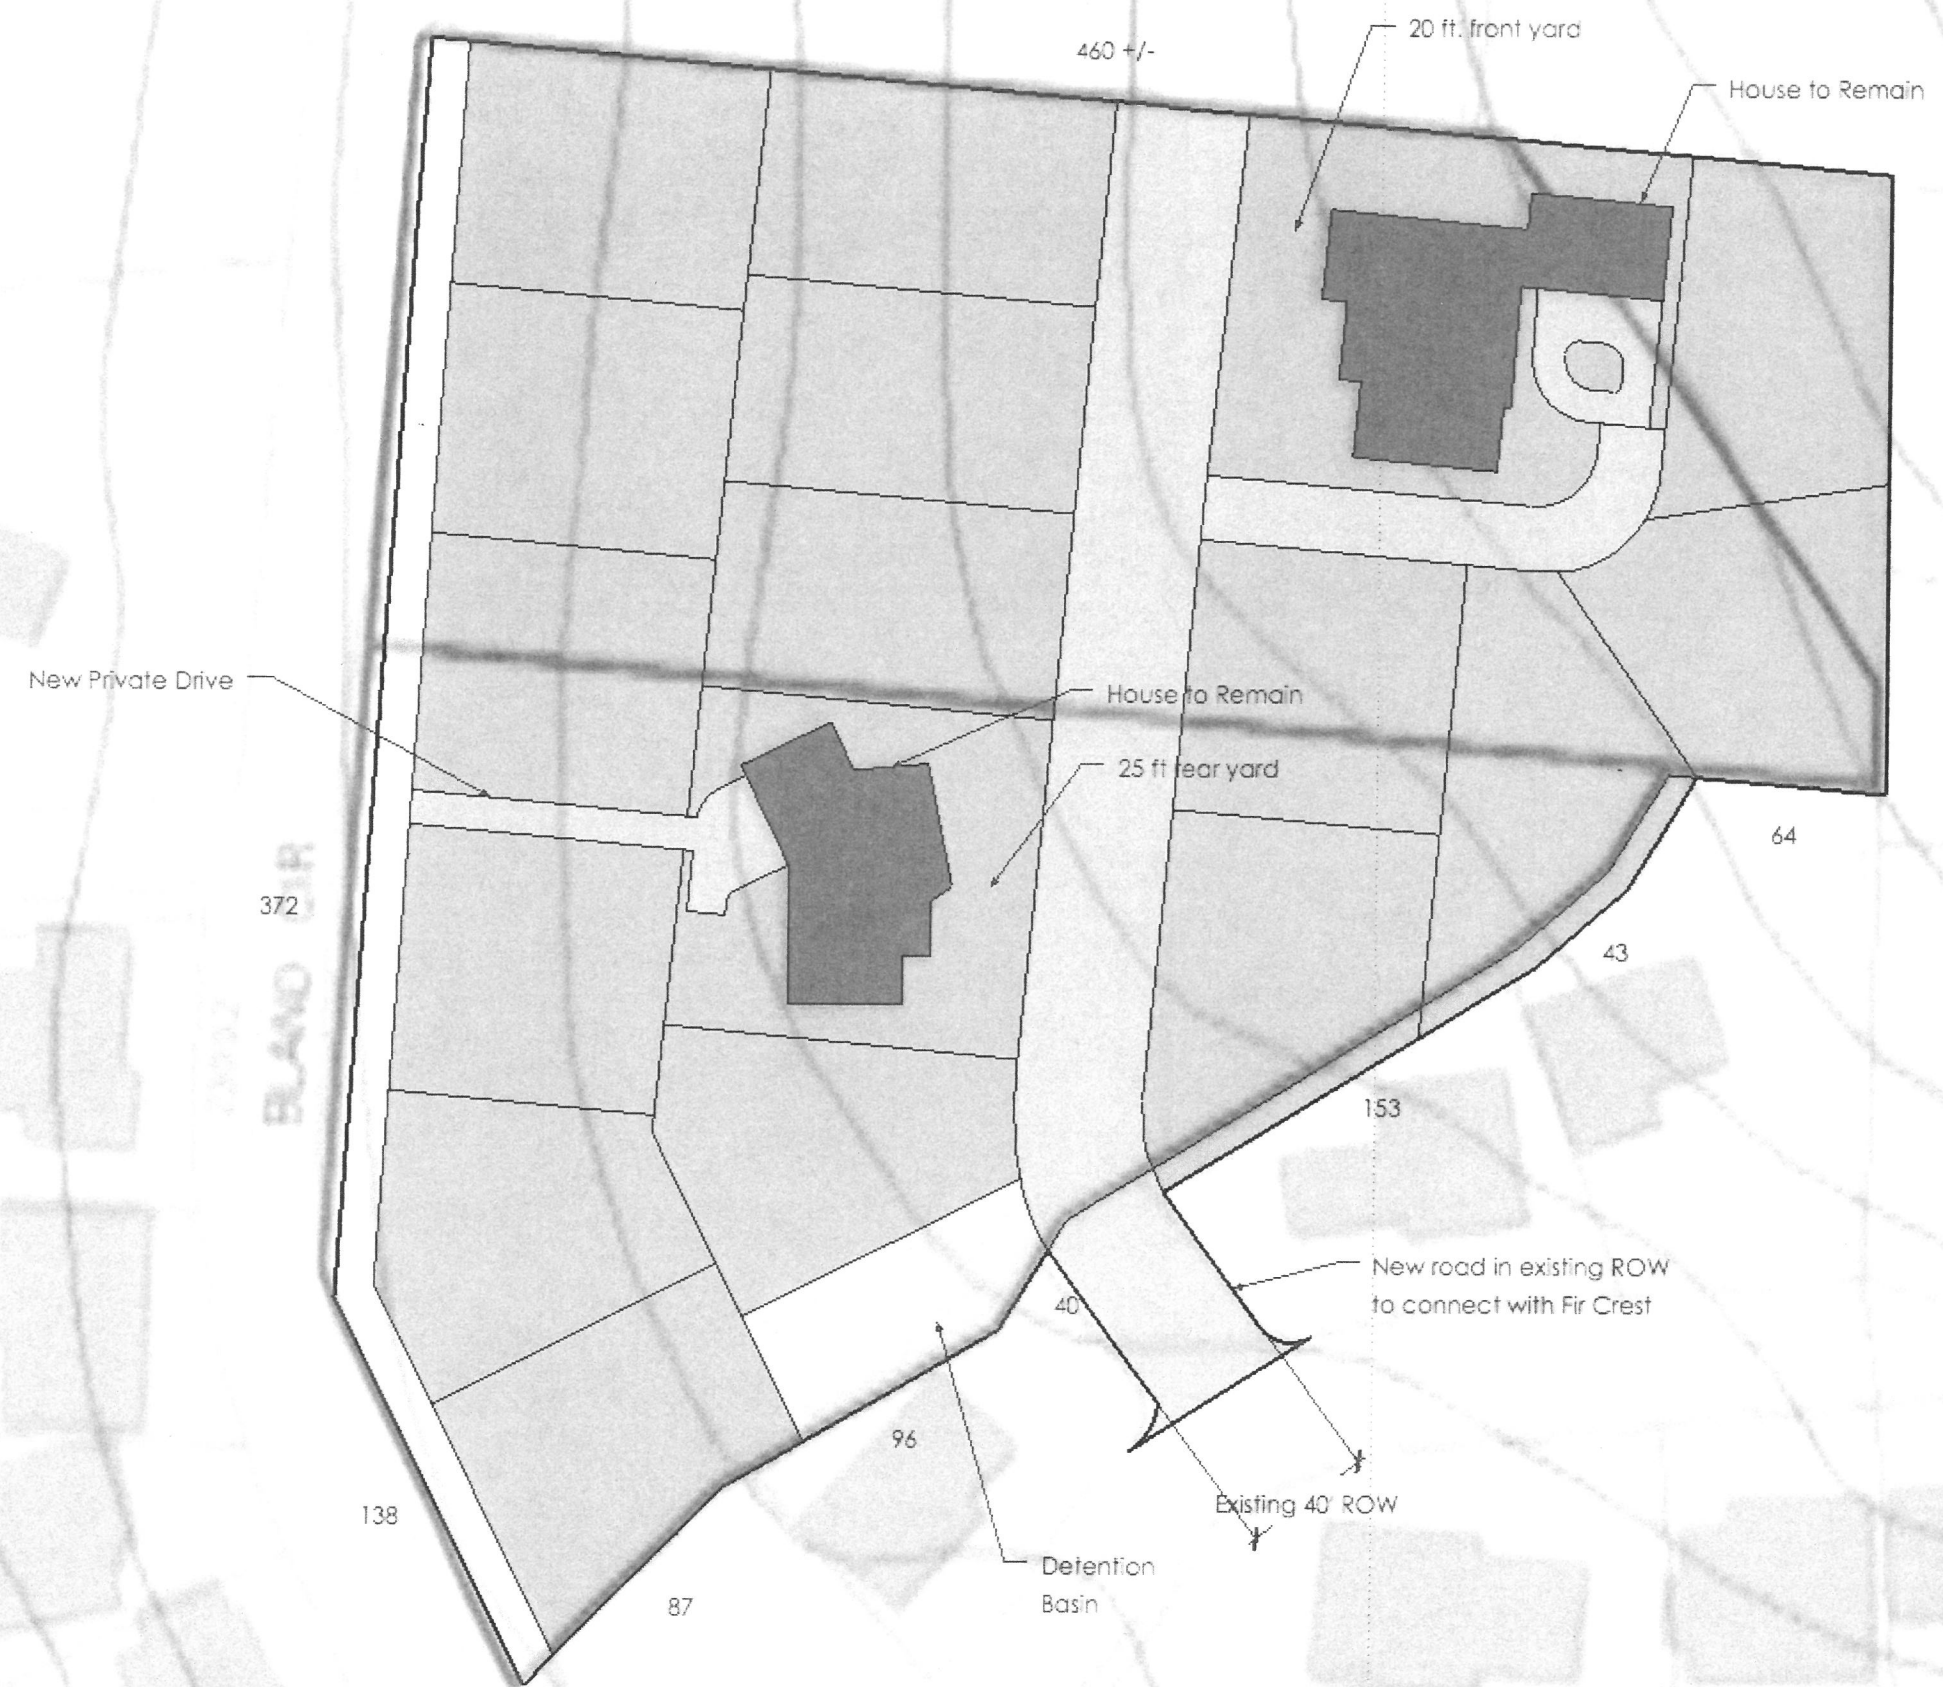 20 ft. front yard
460 +/-
House to Remain
New Private Drive
House to Remain
25 ft rear yard
64
BLAND CIR
372
43
153
New road in existing ROW
to connect with Fir Crest
40
96
Existing 40' ROW
138
Detention
Basin
87